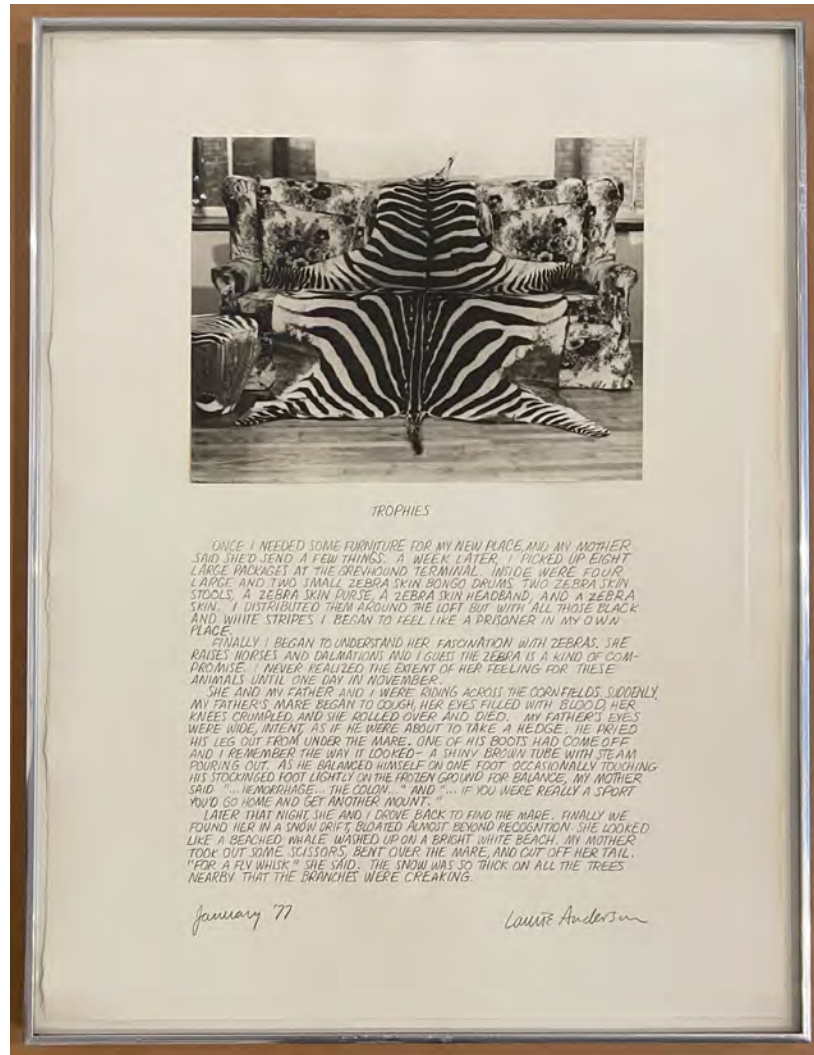 TROPHIES
ONCE I NEEDED SOME FURNITURE FOR MY NEW PLACE, AND MY MOTHER
SAID SHE'D SEND A FEW THINGS. A WEEK LATER, I PICKED UP EIGHT
LARGE PACKAGES AT THE GREYHOUND TERMINAL. INSIDE WERE FOUR
LARGE AND TWO SMALL ZEBRA SKIN BONGO DRUMS, TWO ZEBRA SKIN
STOOLS, A ZEBRA SKIN PURSE, A ZEBRA SKIN HEADBAND, AND A ZEBRA
SKIN. I DISTRIBUTED THEM AROUND THE LOFT BUT WITH ALL THOSE BLACK
AND WHITE STRIPES I BEGAN TO FEEL LIKE A PRISONER IN MY OWN
PLACE.
FINALLY I BEGAN TO UNDERSTAND HER FASCINATION WITH ZEBRAS. SHE
RAISES HORSES AND DALMATIONS AND I GUESS THE ZEBRA IS A KIND OF COM-
PROMISE. I NEVER REALIZED THE EXTENT OF HER FEELING FOR THESE
ANIMALS UNTIL ONE DAY IN NOVEMBER.
SHE AND MY FATHER AND I WERE RIDING ACROSS THE CORNFIELDS. SUDDENLY,
MY FATHER'S MARE BEGAN TO COUGH, HER EYES FILLED WITH BLOOD, HER
KNEES CRUMPLED, AND SHE ROLLED OVER AND DIED. MY FATHER'S EYES
WERE WIDE, INTENT, AS IF HE WERE ABOUT TO TAKE A HEDGE. HE PRIED
HIS LEG OUT FROM UNDER THE MARE. ONE OF HIS BOOTS HAD COME OFF
AND I REMEMBER THE WAY IT LOOKED - A SHINY BROWN TUBE WITH STEAM
POURING OUT. AS HE BALANCED HIMSELF ON ONE FOOT OCCASIONALLY TOUCHING
HIS STOCKINGED FOOT LIGHTLY ON THE FROZEN GROUND FOR BALANCE, MY MOTHER
SAID "...HEMORRHAGE... THE COLON..." AND "... IF YOU WERE REALLY A SPORT
YOU'D GO HOME AND GET ANOTHER MOUNT."
LATER THAT NIGHT, SHE AND I DROVE BACK TO FIND THE MARE. FINALLY WE
FOUND HER IN A SNOW DRIFT, BLOATED ALMOST BEYOND RECOGNTION. SHE LOOKED
LIKE A BEACHED WHALE WASHED UP ON A BRIGHT WHITE BEACH. MY MOTHER
TOOK OUT SOME SCISSORS, BENT OVER THE MARE, AND CUT OFF HER TAIL.
"FOR A FLY WHISK" SHE SAID. THE SNOW WAS SO THICK ON ALL THE TREES
NEARBY THAT THE BRANCHES WERE CREAKING.
January '77
Laurie Anderson